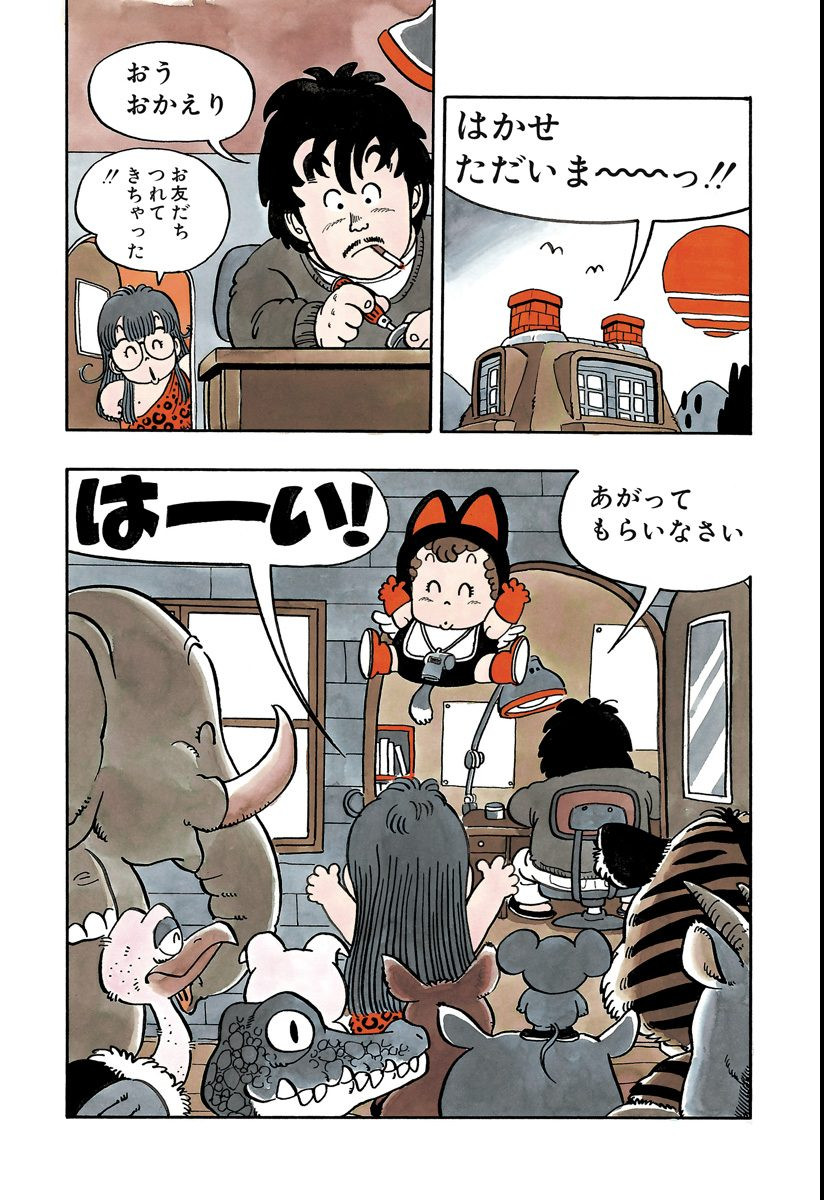 はかせ
ただいま〜〜〜っ!!
おう
おかえり
お友だち
つれて
きちゃった
!!
あがって
もらいなさい
はーい!